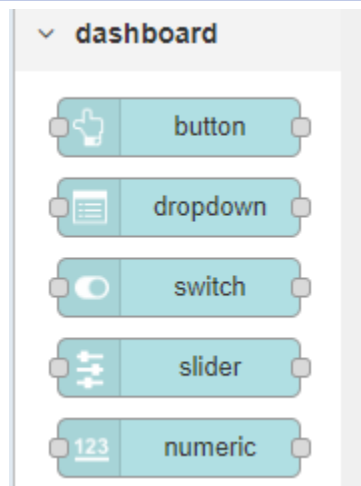 dashboard
button
dropdown
switch
slider
123 numeric